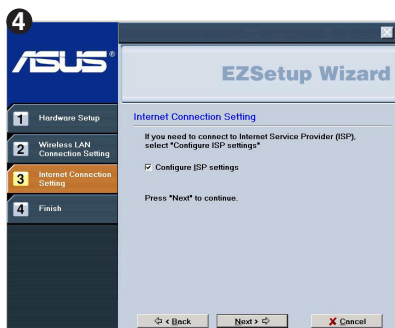 4
ASUS®
EZSetup Wizard
1 Hardware Setup
2 Wireless LAN
Connection Setting
3 Internet Connection
Setting
4 Finish
Internet Connection Setting
If you need to connect to Internet Service Provider (ISP),
select "Configure ISP settings"
Configure ISP settings
Press "Next" to continue.
< Back
Next >
X Cancel